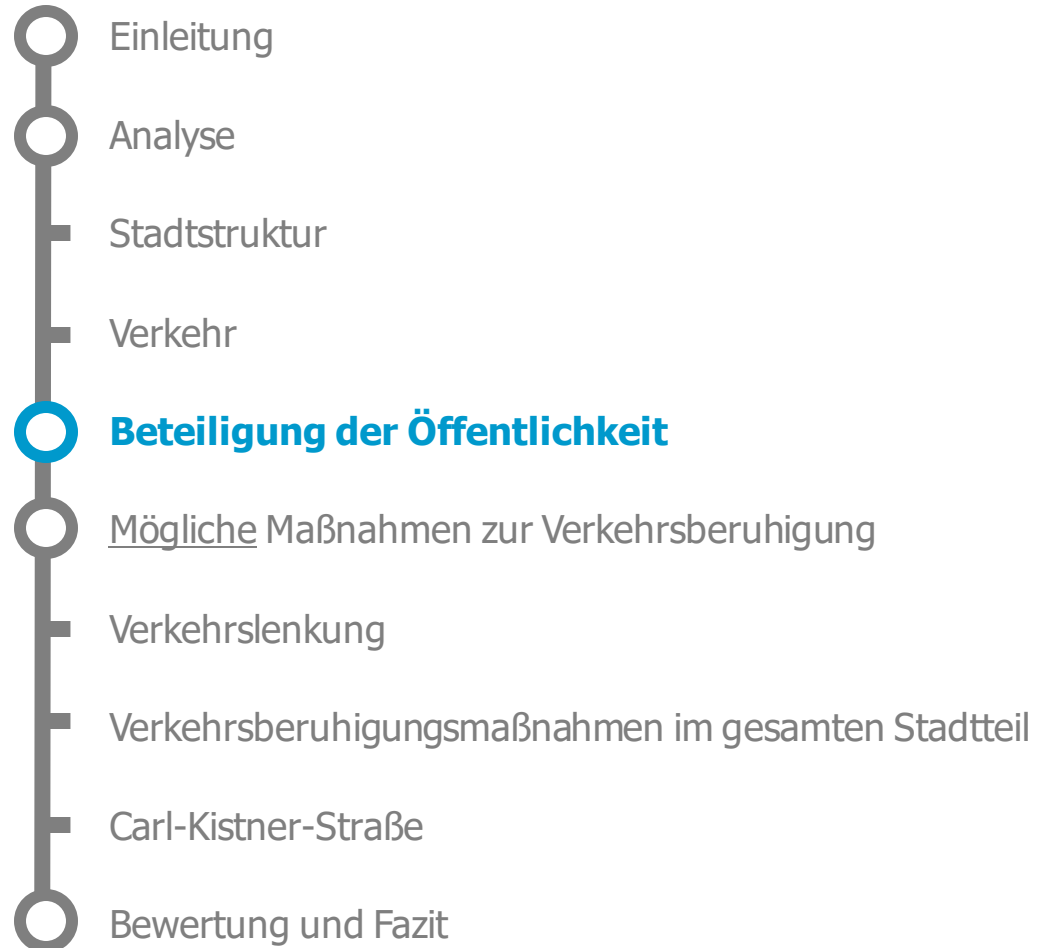 Einleitung
Analyse
Stadtstruktur
Verkehr
Beteiligung der Öffentlichkeit
Mögliche Maßnahmen zur Verkehrsberuhigung
Verkehrslenkung
Verkehrsberuhigungsmaßnahmen im gesamten Stadtteil
Carl-Kistner-Straße
Bewertung und Fazit